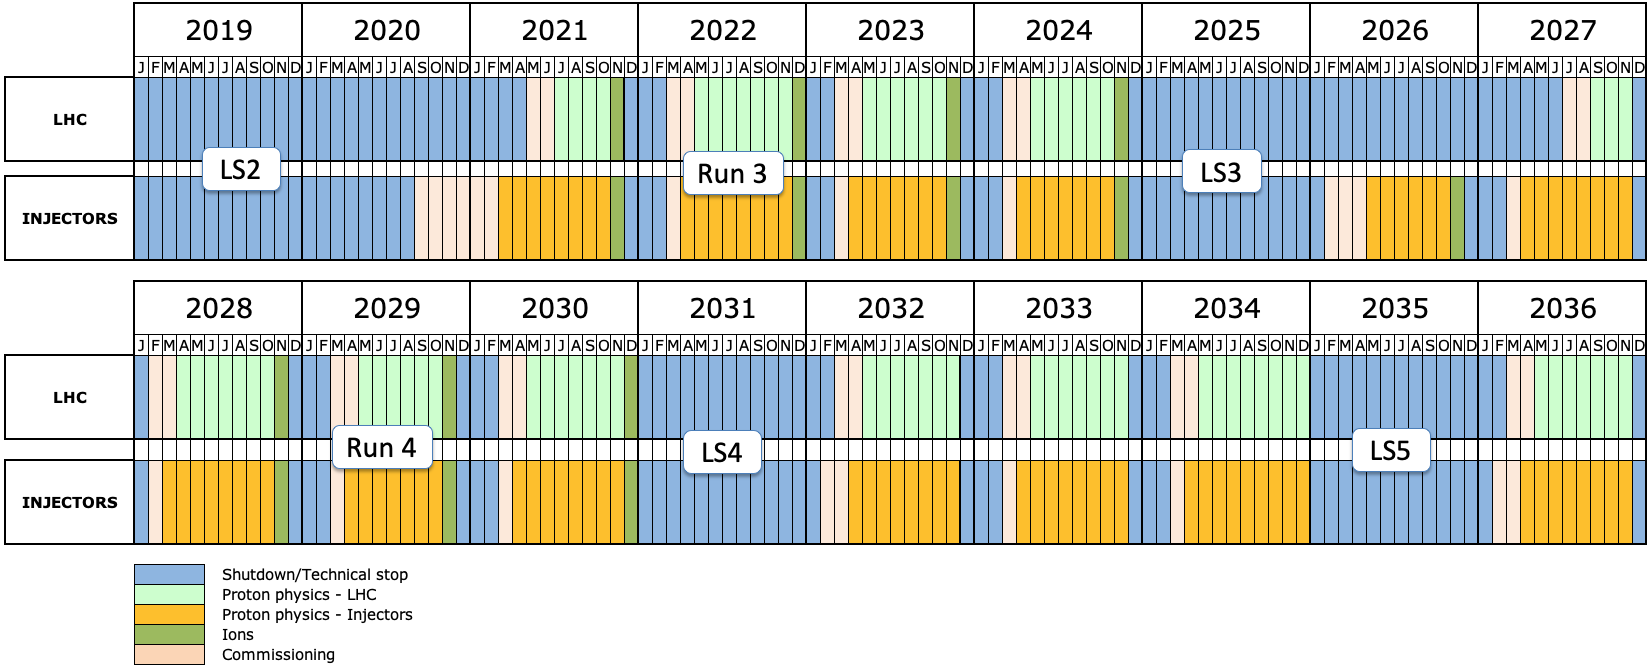 2019 2020 2021 2022 2023 2024 2025 2026 2027
J F M A M J J A S O N D J F M A M J J A S O N D J F M A M J J A S O N D J F M A M J J A S O N D J F M A M J J A S O N D J F M A M J J A S O N D J F M A M J J A S O N D J F M A M J J A S O N D J F M A M J J A S O N D
LHC
LS2 Run 3 LS3
INJECTORS
2028 2029 2030 2031 2032 2033 2034 2035 2036
J F M A M J J A S O N D J F M A M J J A S O N D J F M A M J J A S O N D J F M A M J J A S O N D J F M A M J J A S O N D J F M A M J J A S O N D J F M A M J J A S O N D J F M A M J J A S O N D J F M A M J J A S O N D
LHC
Run 4 LS4 LS5
INJECTORS
Shutdown/Technical stop
Proton physics - LHC
Proton physics - Injectors
Ions
Commissioning